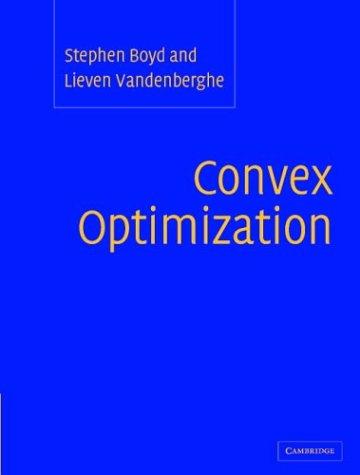 Stephen Boyd and
Lieven Vandenberghe
Convex
Optimization
CAMBRIDGE